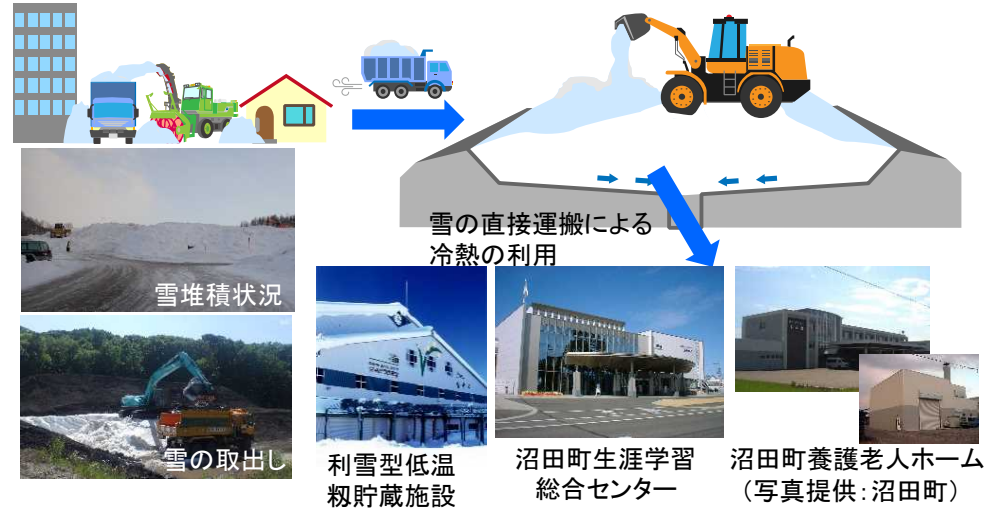 雪の直接運搬による
冷熱の利用
雪堆積状況
雪の取出し
利雪型低温
籾貯蔵施設
沼田町生涯学習
総合センター
沼田町養護老人ホーム
（写真提供：沼田町）